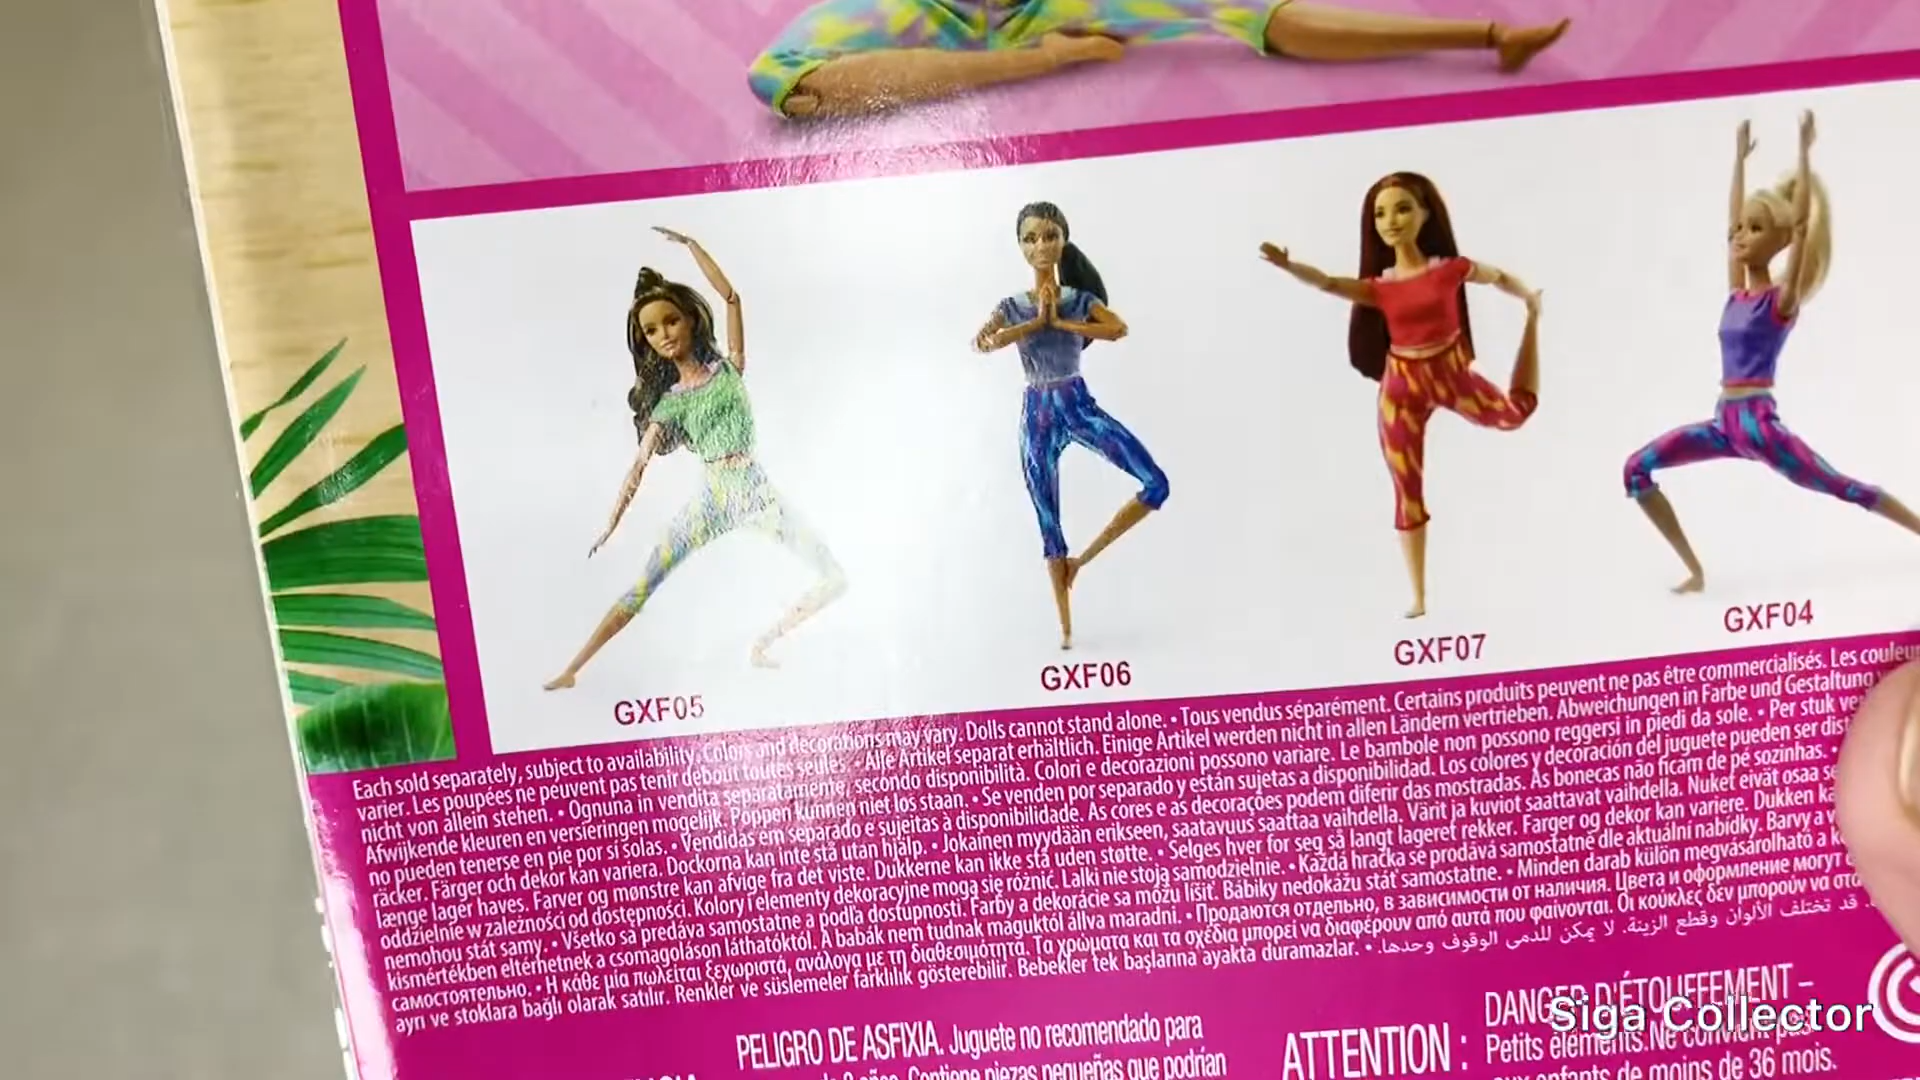 GXF05
GXF06
GXF07
GXF04
Each sold separately, subject to availability. Colors and decorations may vary. Dolls cannot stand alone. • Tous vendus séparément. Certains produits peuvent ne pas être commercialisés. Les couleur
varier. Les poupées ne peuvent pas tenir debout toutes seules. • Alle Artikel separat erhältlich. Einige Artikel werden nicht in allen Ländern vertrieben. Abweichungen in Farbe und Gestaltung
nicht von allein stehen. • Ognuna in vendita separatamente, secondo disponibilità. Colori e decorazioni possono variare. Le bambole non possono reggersi in piedi da sole. • Per stuk ve
Afwijkende kleuren en versieringen mogelijk. Poppen kunnen niet los staan. • Se venden por separado y están sujetas a disponibilidad. Los colores y decoración del juguete pueden ser dist
no pueden tenerse en pie por sí solas. • Vendidas em separado e sujeitas à disponibilidade. As cores e as decorações podem diferir das mostradas. As bonecas não ficam de pé sozinhas. •
räcker. Färger och dekor kan variera. Dockorna kan inte stå utan hjälp. • Jokainen myydään erikseen, saatavuus saattaa vaihdella. Värit ja kuviot saattavat vaihdella. Nuket eivät osaa se
længe lager haves. Farver og mønstre kan afvige fra det viste. Dukkerne kan ikke stå uden støtte. • Selges hver for seg så langt lageret rekker. Farger og dekor kan variere. Dukken ka
oddzielnie w zależności od dostępności. Kolory i elementy dekoracyjne mogą się różnić. Lalki nie stoją samodzielnie. • Každá hračka se prodává samostatně dle aktuální nabídky. Barvy a v
nemohou stát samy. • Všetko sa predáva samostatne a podľa dostupnosti. Farby a dekorácie sa môžu líšiť. Bábiky nedokážu stáť samostatne. • Minden darab külön megvásárolható a k
kismértékben eltérhetnek a csomagoláson láthatóktól. A babák nem tudnak maguktól állva maradni. • Продаются отдельно, в зависимости от наличия. Цвета и оформление могут
самостоятельно. • Η κάθε μία πωλείται ξεχωριστά, ανάλογα με τη διαθεσιμότητα. Τα χρώματα και τα σχέδια μπορεί να διαφέρουν από αυτά που φαίνονται. Οι κούκλες δεν μπορούν να στα
ayrı ve stoklara bağlı olarak satılır. Renkler ve süslemeler farklılık gösterebilir. Bebekler tek başlarına ayakta duramazlar. • قد تختلف الألوان وقطع الزينة. لا يمكن للدمى الوقوف وحدها.
PELIGRO DE ASFIXIA. Juguete no recomendado para
años. Contiene piezas pequeñas que podrían
ATTENTION :
DANGER D'ÉTOUFFEMENT –
Petits éléments. Ne convient pas
aux enfants de moins de 36 mois.
Siga Collector